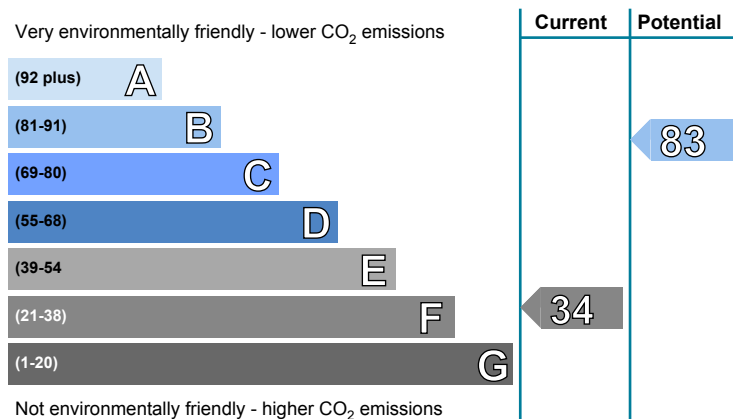 Current Potential
Very environmentally friendly - lower CO2 emissions
(92 plus) A
(81-91) B
83
(69-80) C
(55-68) D
(39-54 E
(21-38) F
34
(1-20) G
Not environmentally friendly - higher CO2 emissions